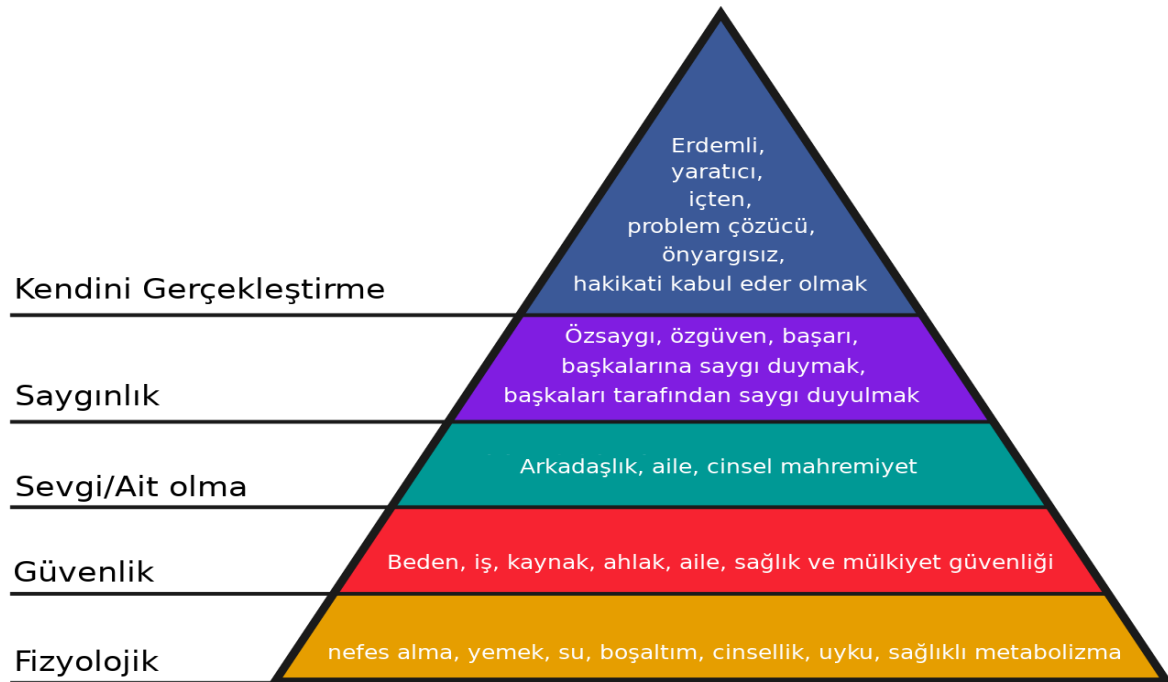 Erdemli,
yaratıcı,
içten,
problem çözücü,
önyargısız,
hakikati kabul eder olmak
Kendini Gerçekleştirme
Özsaygı, özgüven, başarı,
başkalarına saygı duymak,
başkaları tarafından saygı duyulmak
Saygınlık
Arkadaşlık, aile, cinsel mahremiyet
Sevgi/Ait olma
Beden, iş, kaynak, ahlak, aile, sağlık ve mülkiyet güvenliği
Güvenlik
nefes alma, yemek, su, boşaltım, cinsellik, uyku, sağlıklı metabolizma
Fizyolojik